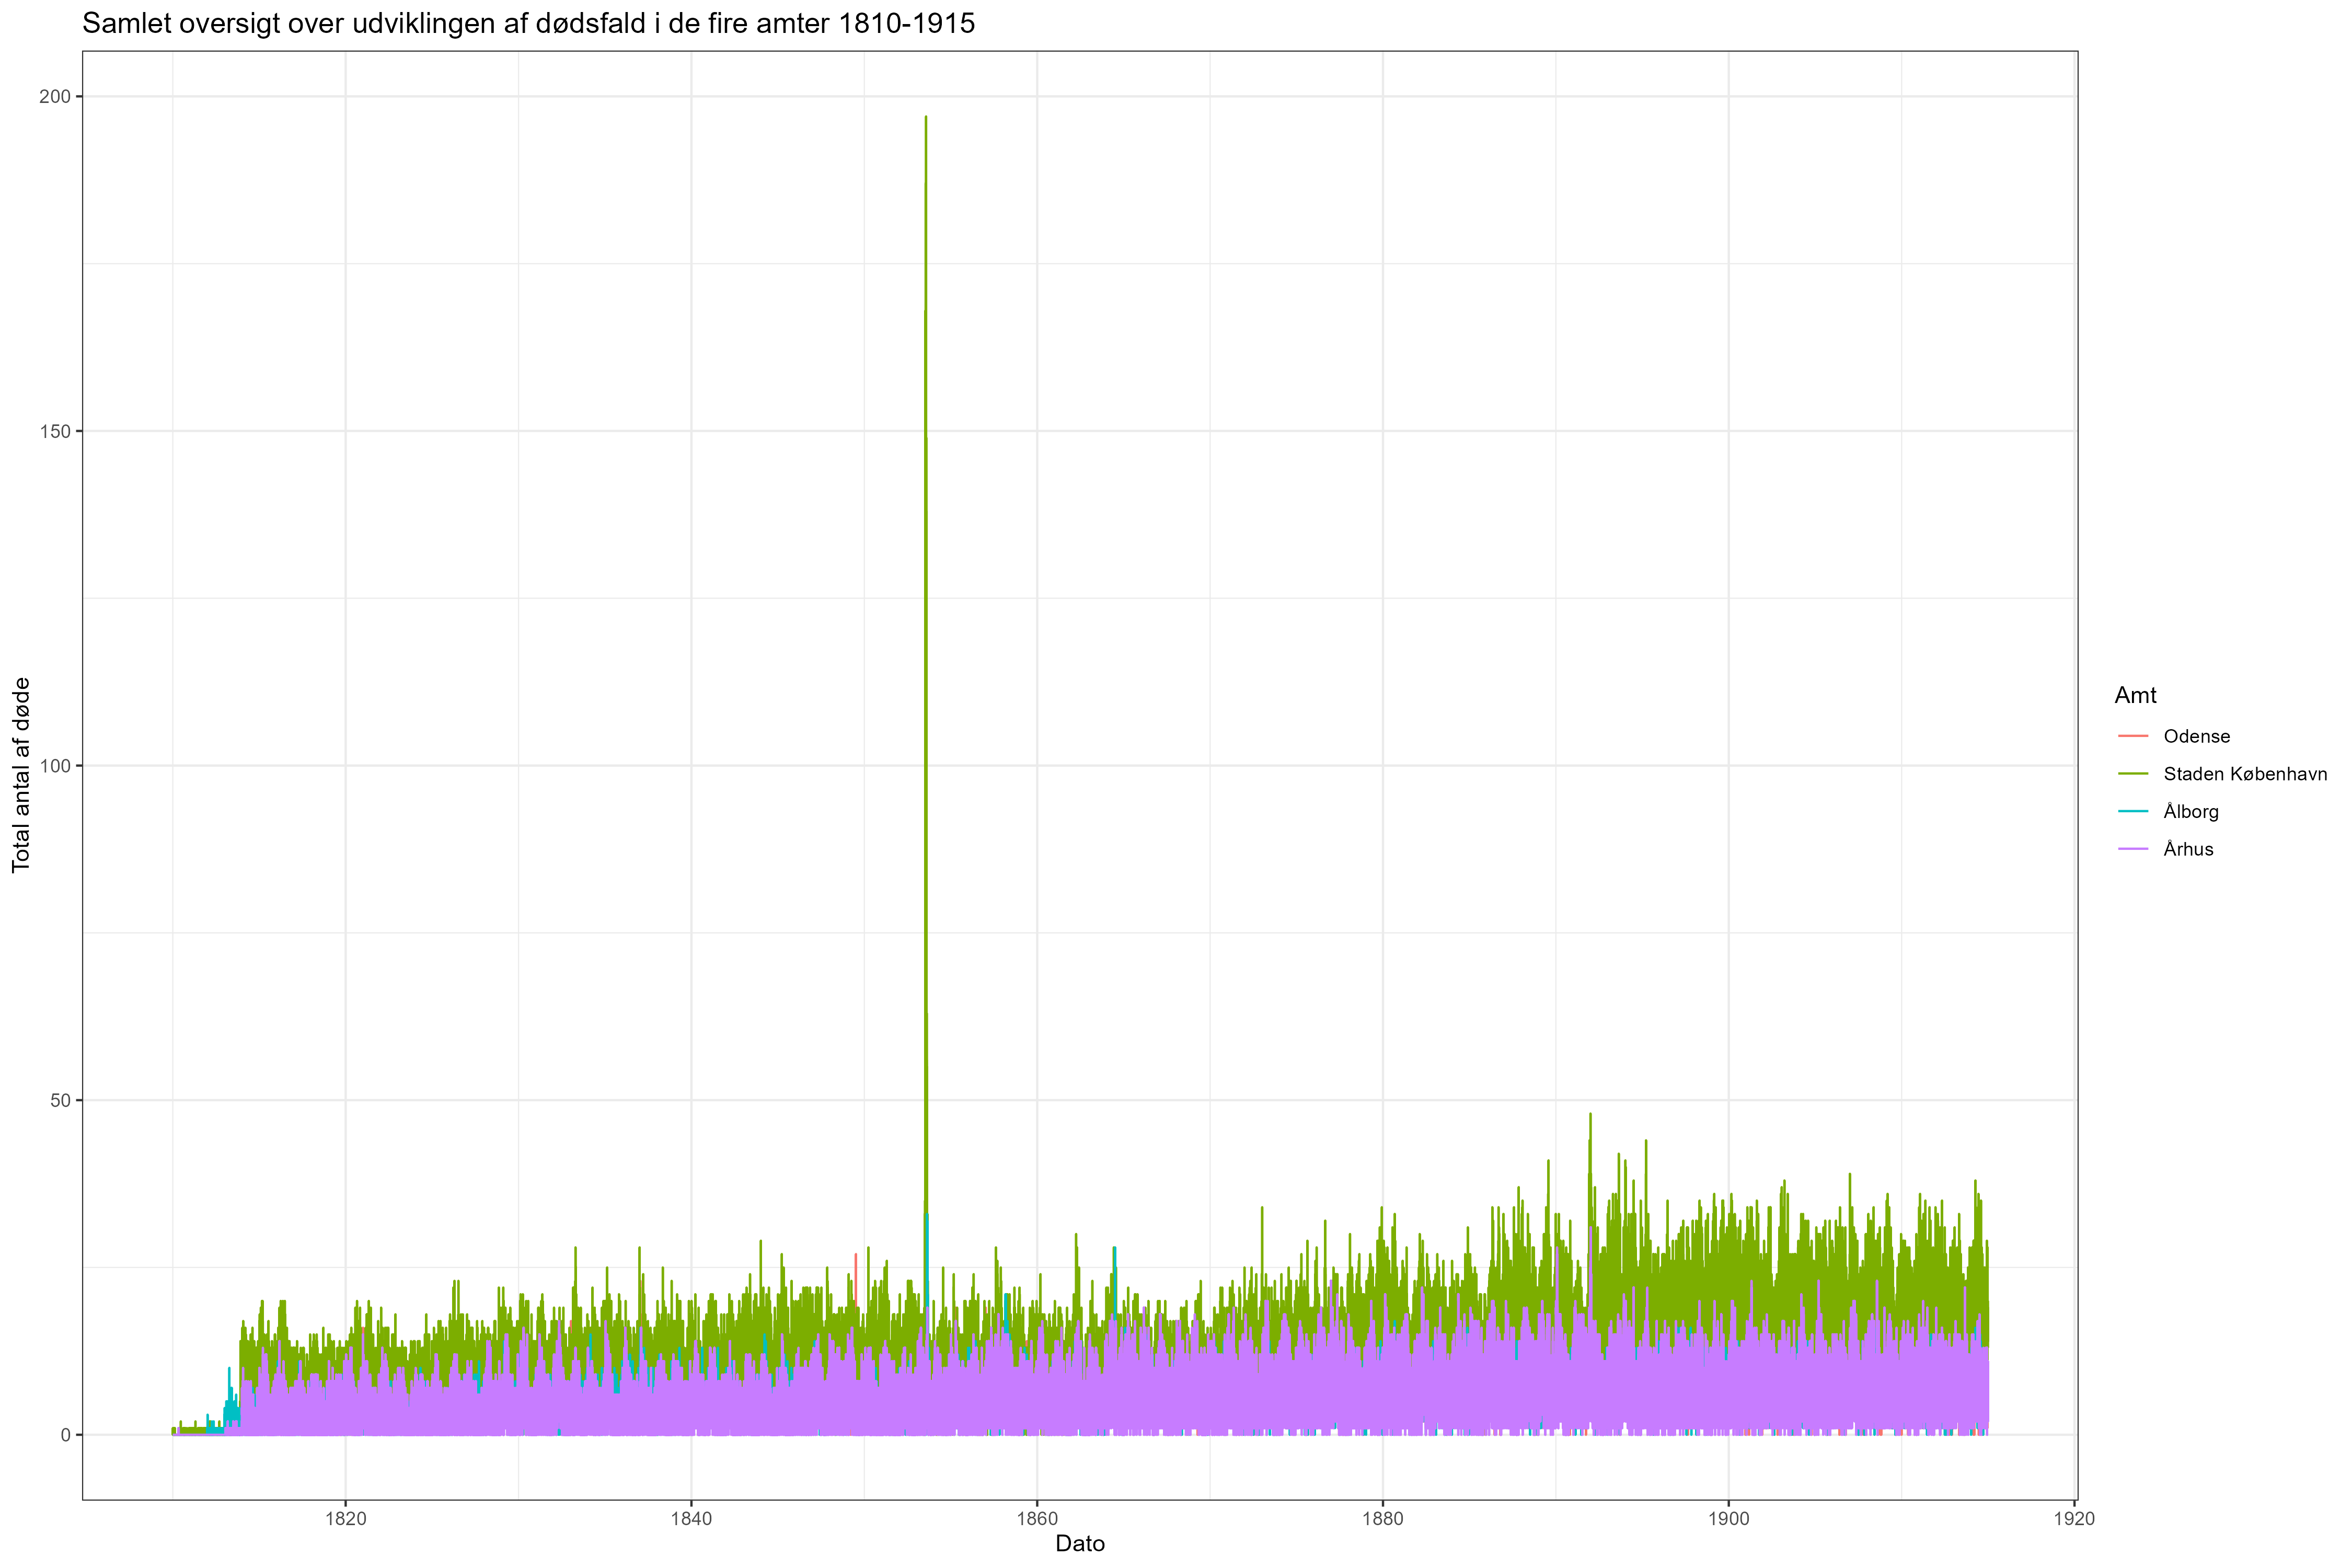 Samlet oversigt over udviklingen af dødsfald i de fire amter 1810-1915
200
150
100
50
0
Total antal af døde
1820
1840
1860
1880
1900
1920
Dato
Amt
Odense
Staden København
Ålborg
Århus